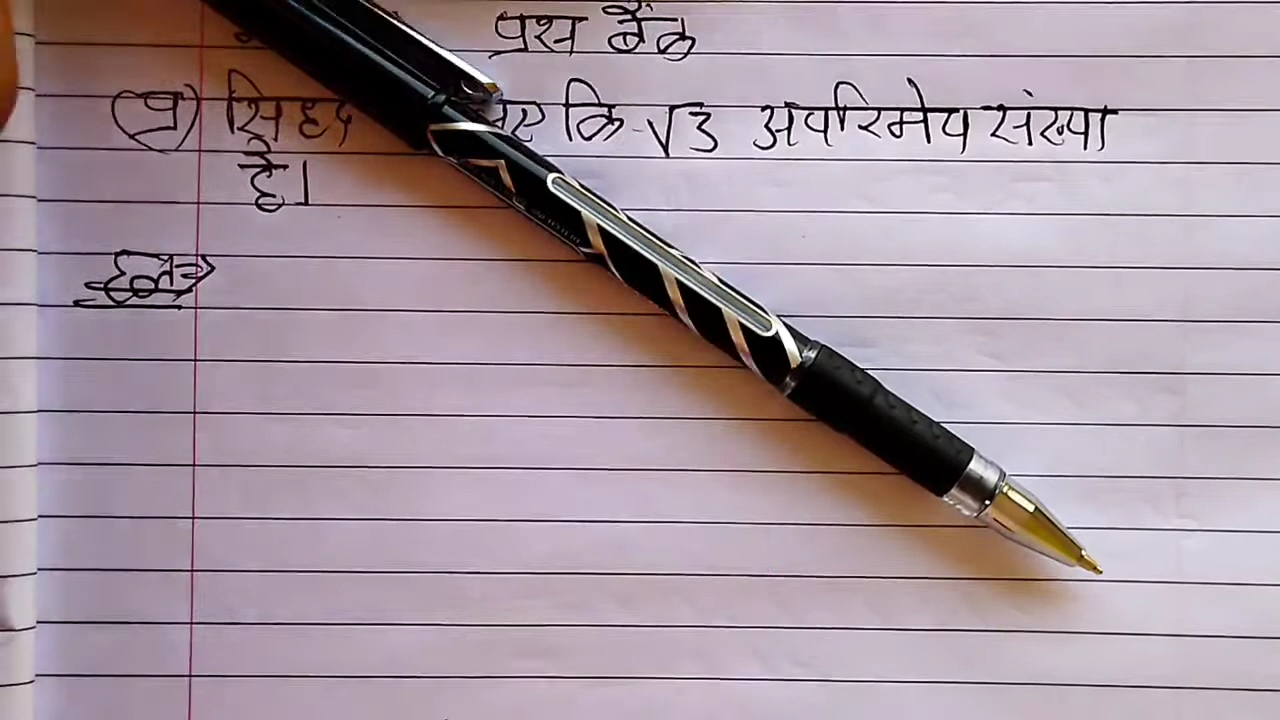 प्रश्न बैंक
(प्र) सिद्द िए कि √3 अपरिमेय संख्या
है।
हल⇒